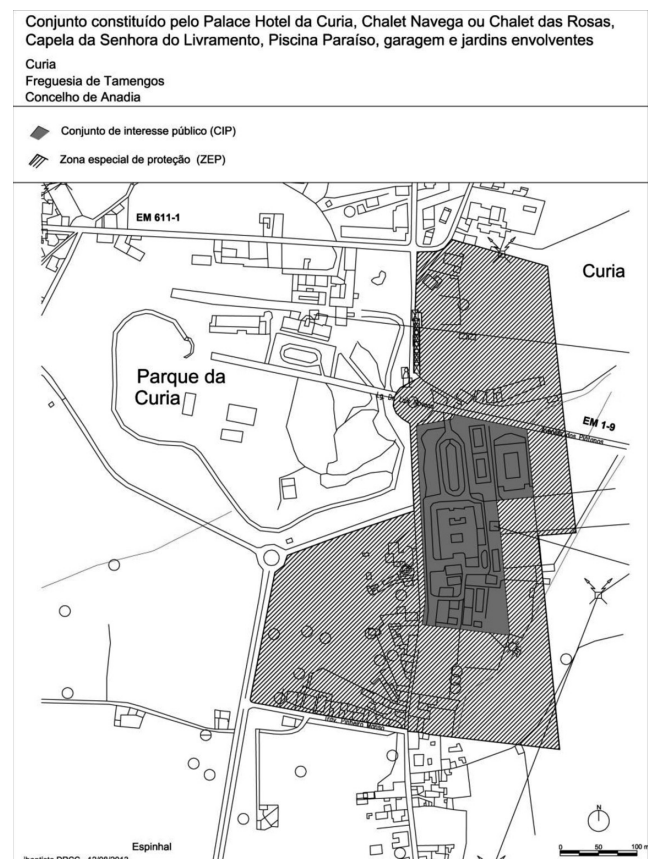 Conjunto constituído pelo Palace Hotel da Curia, Chalet Navega ou Chalet das Rosas,
Capela da Senhora do Livramento, Piscina Paraíso, garagem e jardins envolventes
Curia
Freguesia de Tamengos
Concelho de Anadia
Conjunto de interesse público (CIP)
Zona especial de proteção (ZEP)
EM 611-1
Curia
Parque da
Curia
EM 1-9
N
Espinhal
0 50 100 m